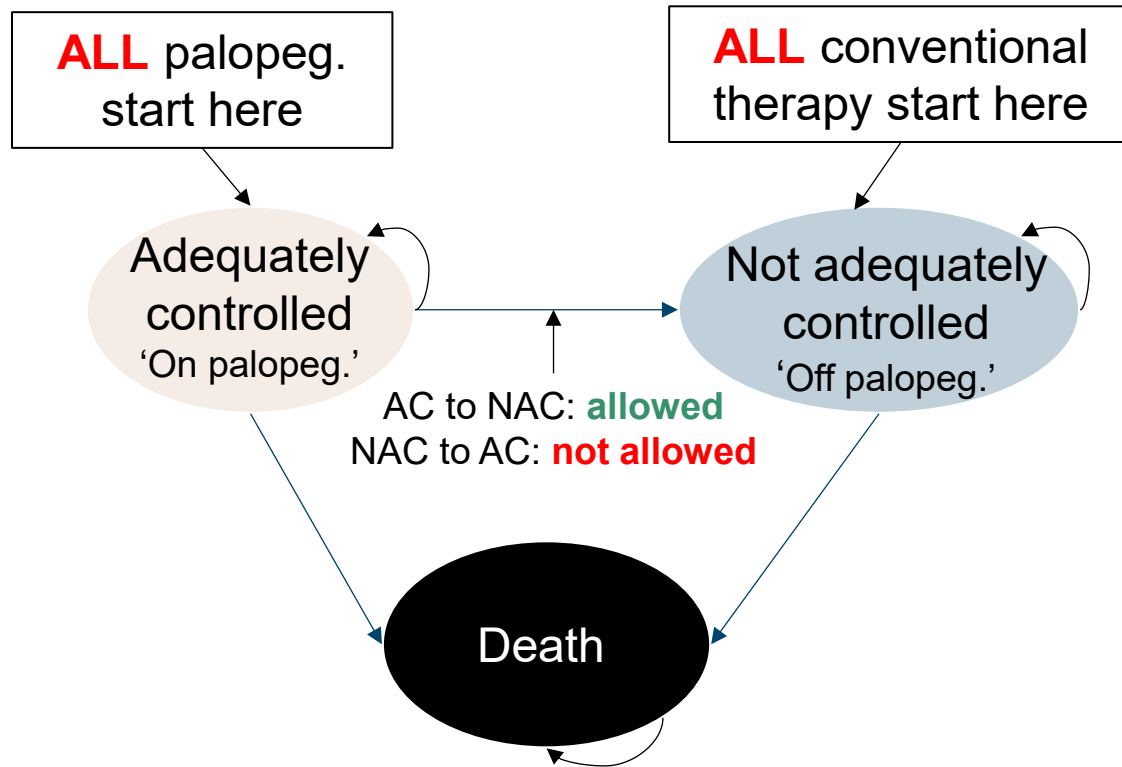 ALL palopeg.
start here
ALL conventional
therapy start here
Adequately
controlled
‘On palopeg.’
Not adequately
controlled
‘Off palopeg.’
AC to NAC: allowed
NAC to AC: not allowed
Death